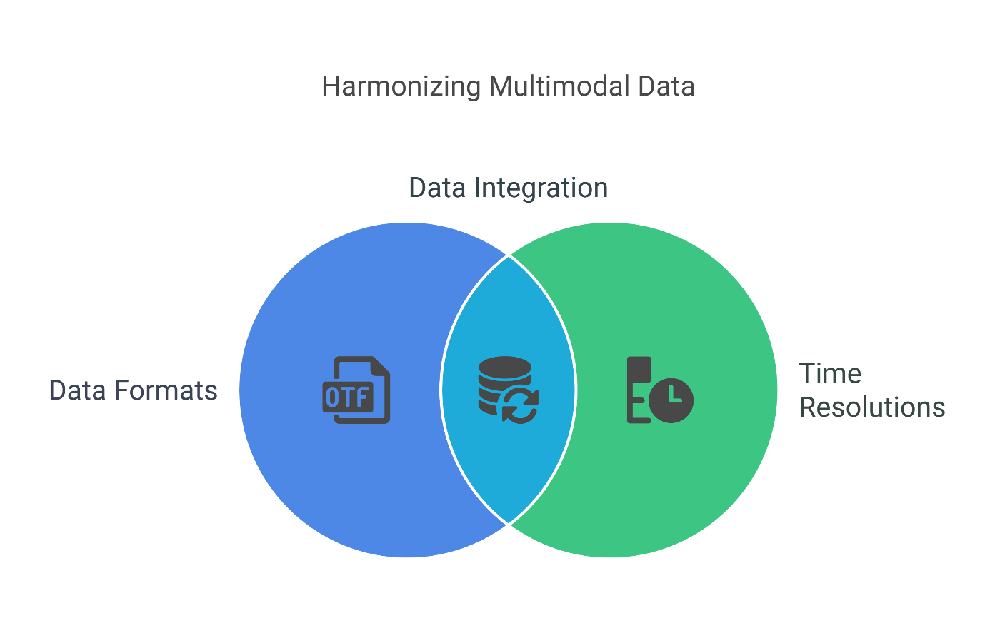 Harmonizing Multimodal Data
Data Integration
Data Formats
OTF
Time
Resolutions